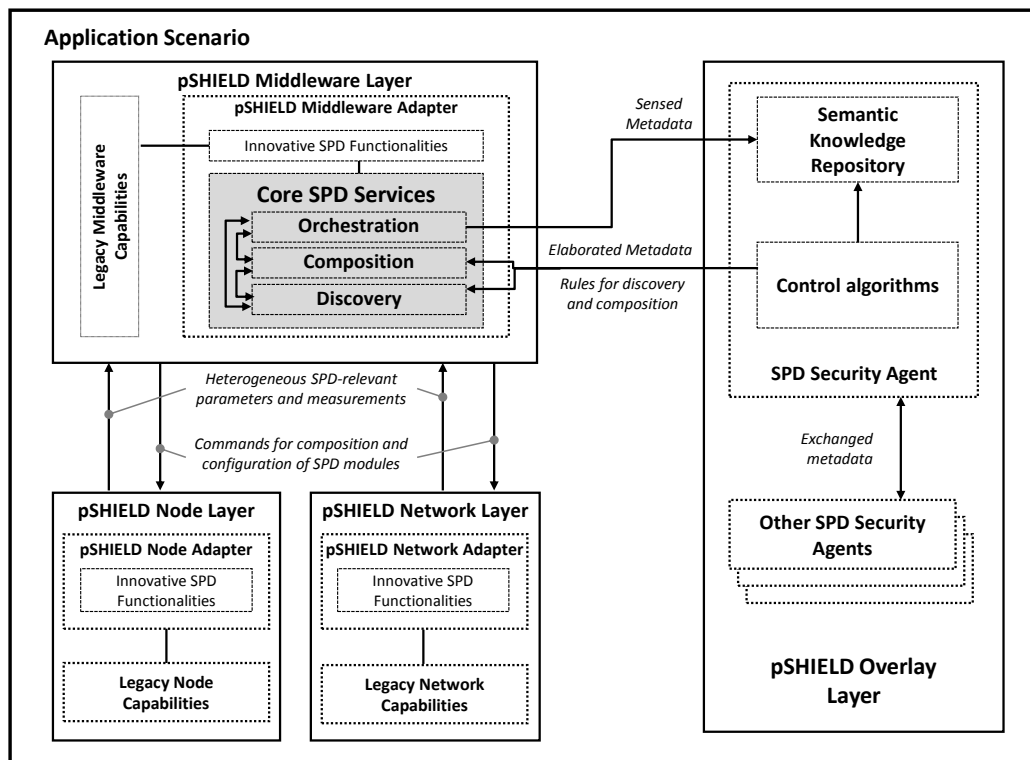 Application Scenario
pSHIELD Middleware Layer
pSHIELD Middleware Adapter
Legacy Middleware
Capabilities
Innovative SPD Functionalities
Core SPD Services
Orchestration
Composition
Discovery
Sensed
Metadata
Elaborated Metadata
Rules for discovery
and composition
Semantic
Knowledge
Repository
Control algorithms
SPD Security Agent
Exchanged
metadata
Other SPD Security
Agents
pSHIELD Overlay
Layer
Heterogeneous SPD-relevant
parameters and measurements
Commands for composition and
configuration of SPD modules
pSHIELD Node Layer
pSHIELD Node Adapter
Innovative SPD
Functionalities
Legacy Node
Capabilities
pSHIELD Network Layer
pSHIELD Network Adapter
Innovative SPD
Functionalities
Legacy Network
Capabilities